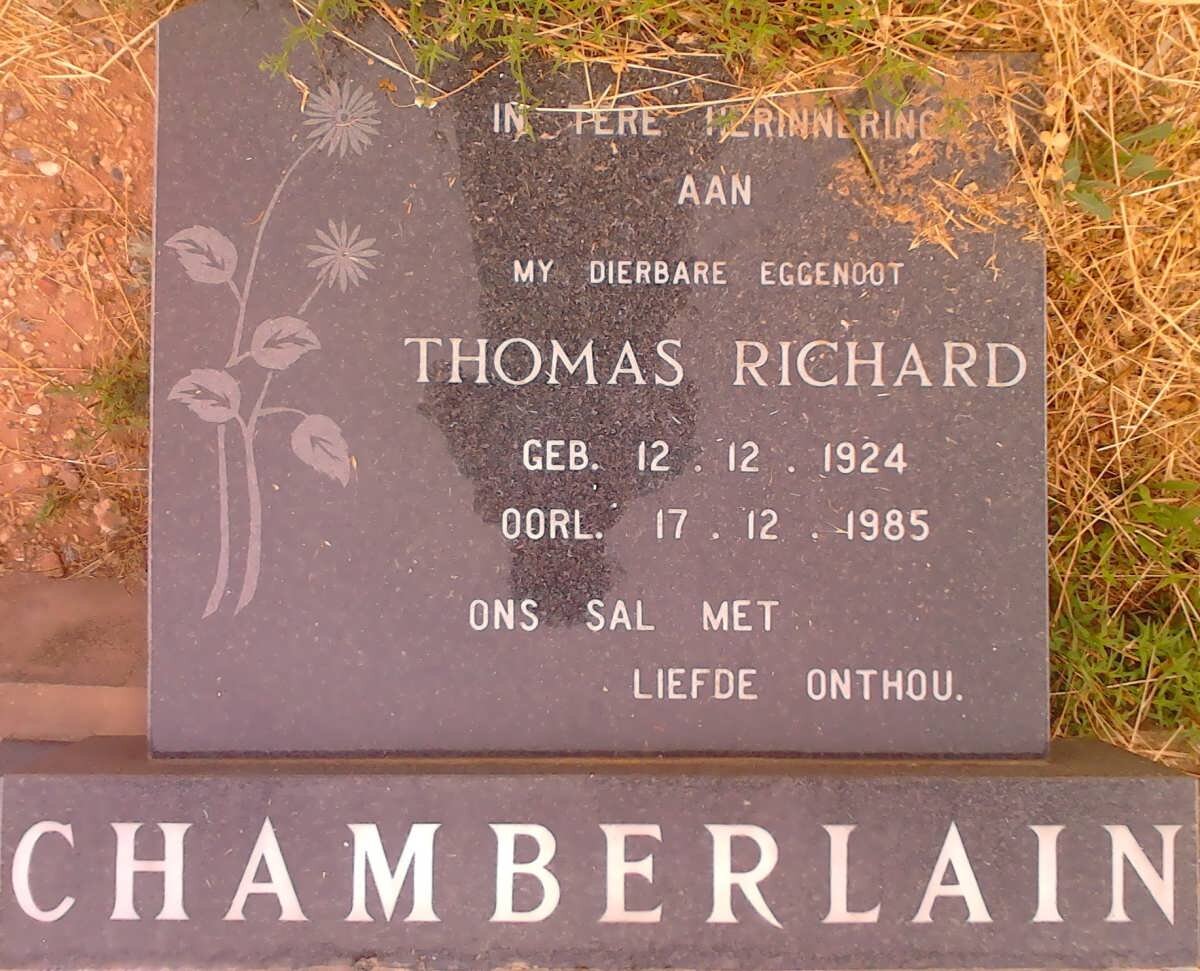 IN TERE HERINNERING
AAN
MY DIERBARE EGGENOOT
THOMAS RICHARD
GEB. 12 . 12 . 1924
OORL. 17 . 12 . 1985
ONS SAL MET
LIEFDE ONTHOU.
CHAMBERLAIN